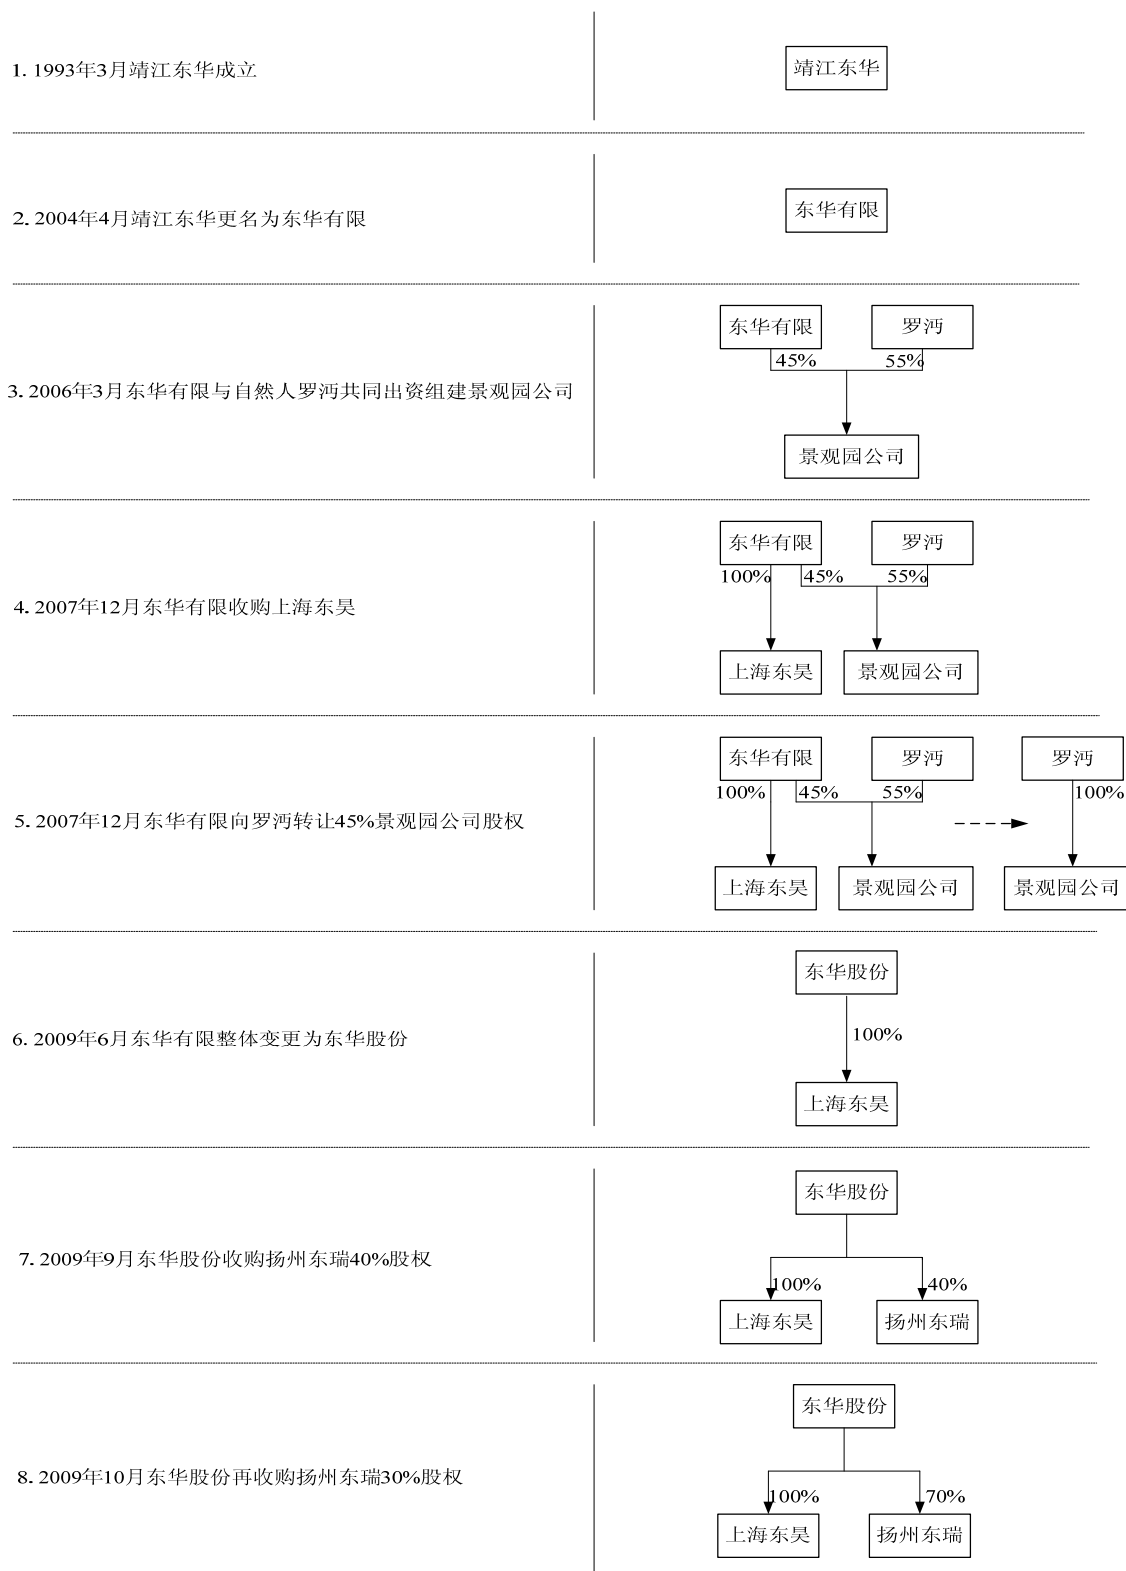 1. 1993年3月靖江东华成立
靖江东华
2. 2004年4月靖江东华更名为东华有限
东华有限
3. 2006年3月东华有限与自然人罗沔共同出资组建景观园公司
东华有限 罗沔
45% 55%
景观园公司
4. 2007年12月东华有限收购上海东昊
东华有限 罗沔
100% 45% 55%
上海东昊 景观园公司
5. 2007年12月东华有限向罗沔转让45%景观园公司股权
东华有限 罗沔 罗沔
100% 45% 55% 100%
上海东昊 景观园公司 景观园公司
6. 2009年6月东华有限整体变更为东华股份
东华股份
100%
上海东昊
7. 2009年9月东华股份收购扬州东瑞40%股权
东华股份
100% 40%
上海东昊 扬州东瑞
8. 2009年10月东华股份再收购扬州东瑞30%股权
东华股份
100% 70%
上海东昊 扬州东瑞